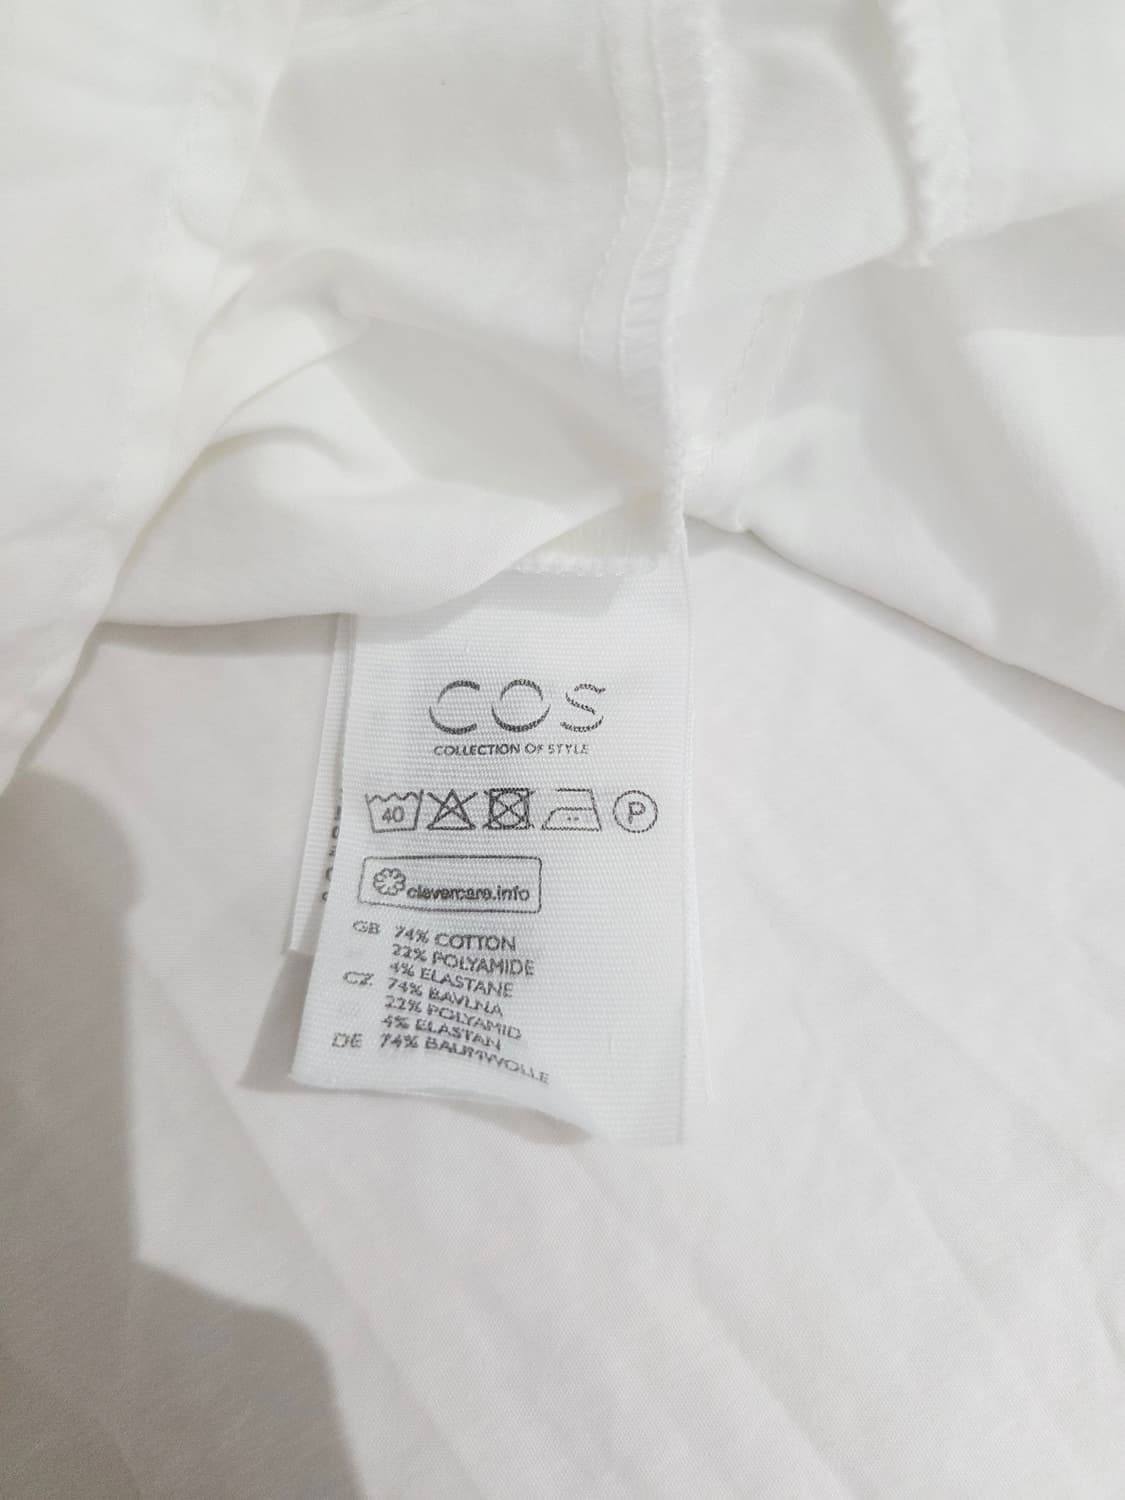 COS
COLLECTION OF STYLE
40 P
clevercare.info
GB 74% COTTON
22% POLYAMIDE
4% ELASTANE
CZ 74% BAVLNA
22% POLYAMID
4% ELASTAN
DE 74% BAUMWOLLE